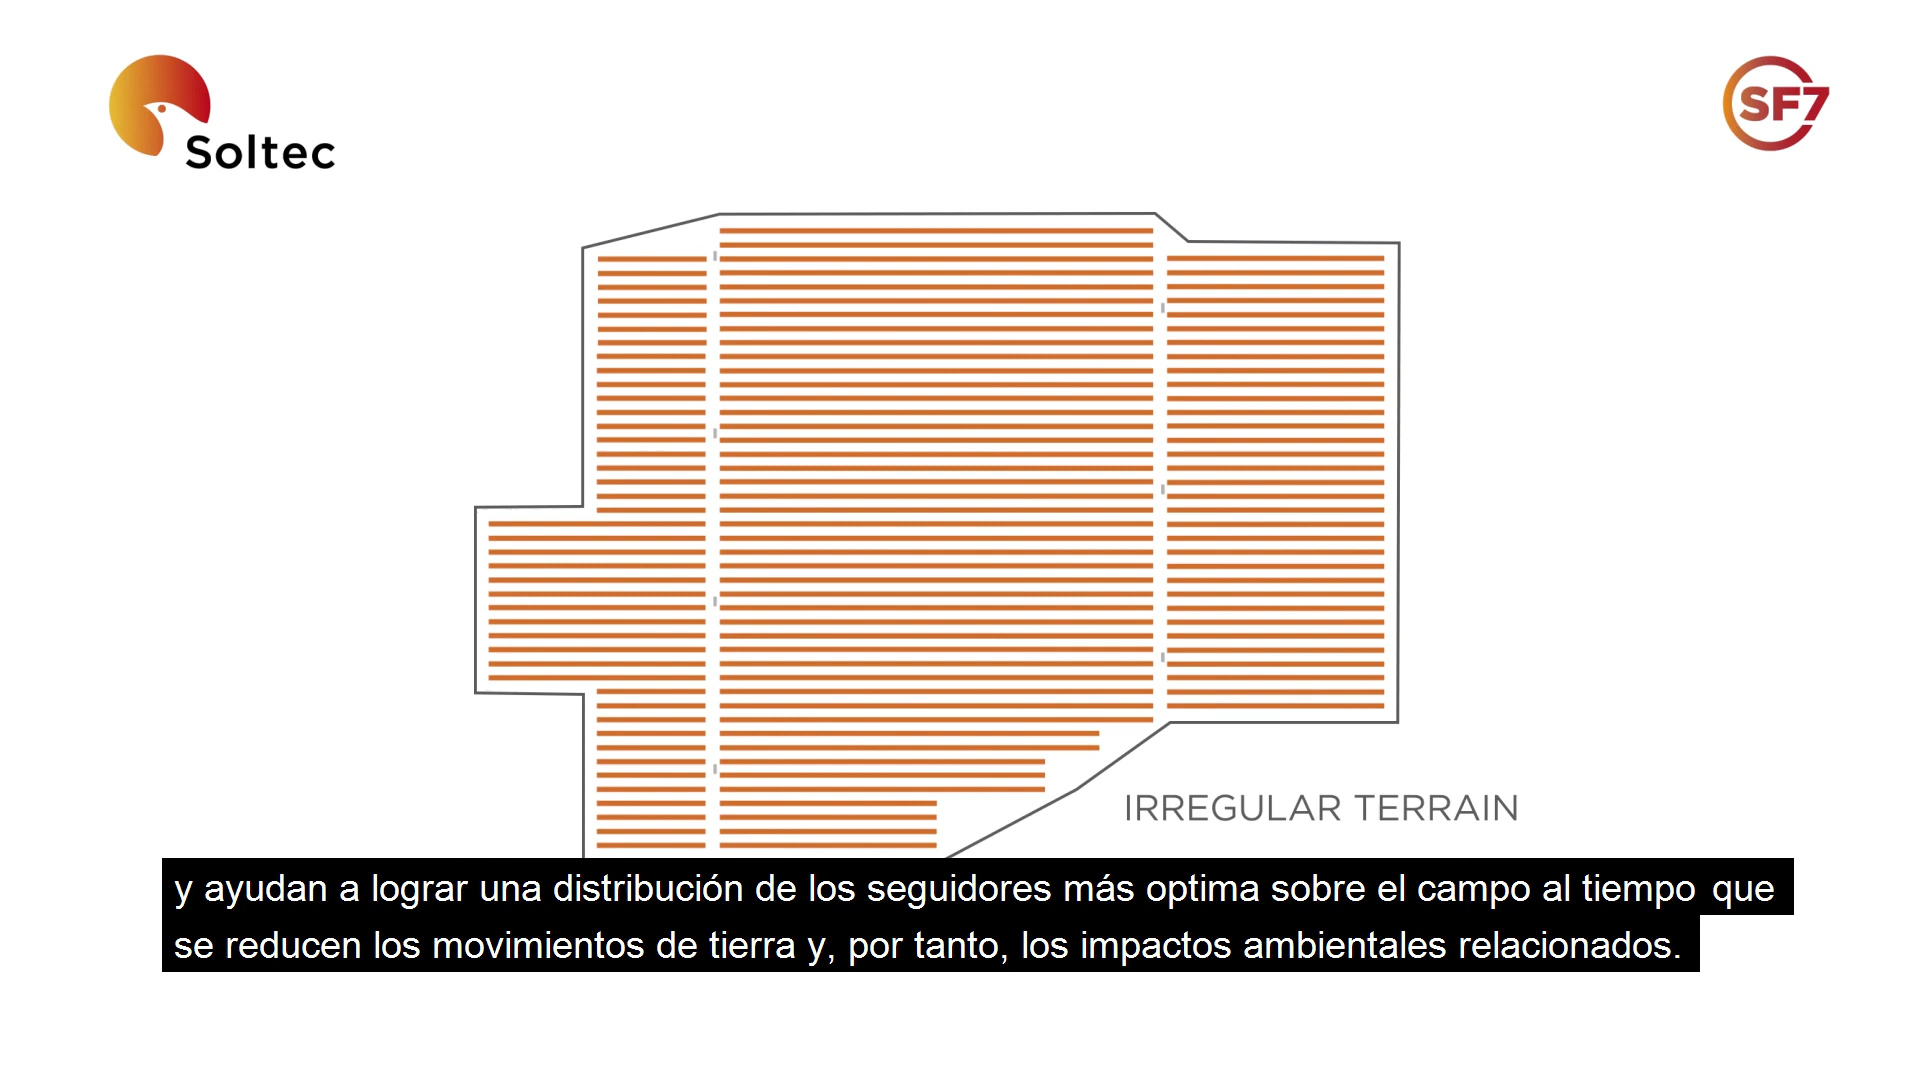 Soltec
SF7
IRREGULAR TERRAIN
y ayudan a lograr una distribución de los seguidores más optima sobre el campo al tiempo que
se reducen los movimientos de tierra y, por tanto, los impactos ambientales relacionados.